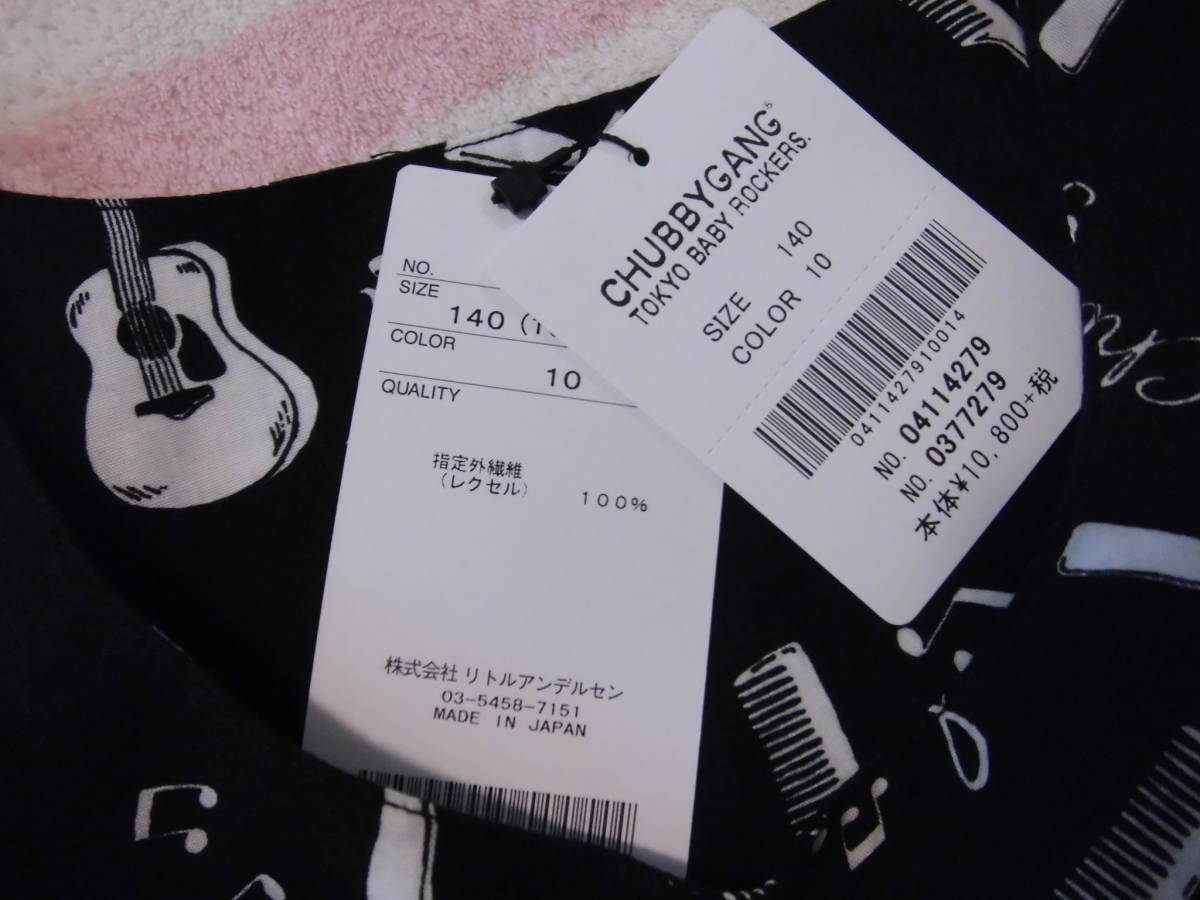 CHUBBYGANG®
TOKYO BABY ROCKERS.
SIZE 140
COLOR 10
0411427910014
NO. 04114279
NO. 0377279
本体¥10,800+税
NO.
SIZE
140
COLOR
10
QUALITY
指定外繊維
（レクセル） 100%
株式会社 リトルアンデルセン
03-5458-7151
MADE IN JAPAN